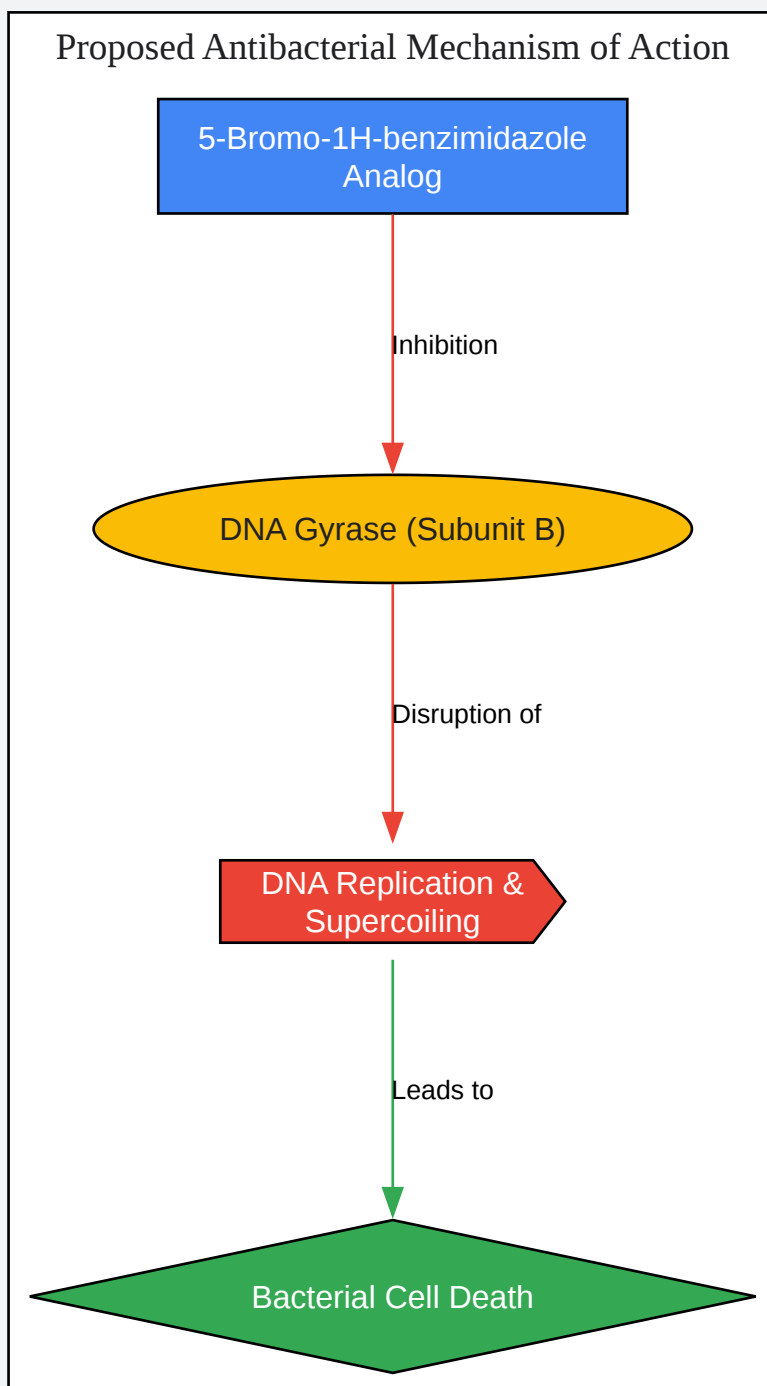 Proposed Antibacterial Mechanism of Action
5-Bromo-1H-benzimidazole
Analog
Inhibition
DNA Gyrase (Subunit B)
Disruption of
DNA Replication &
Supercoiling
Leads to
Bacterial Cell Death